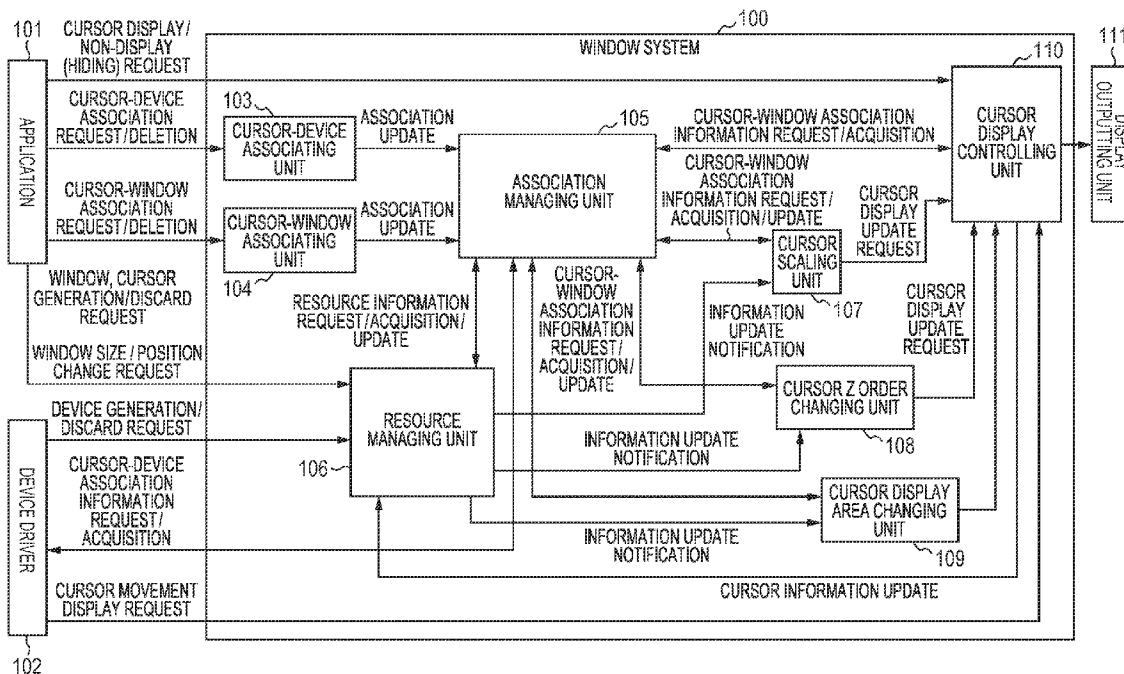 100
101
CURSOR DISPLAY /
NON-DISPLAY
(HIDING) REQUEST
WINDOW SYSTEM
110
111
APPLICATION
CURSOR-DEVICE
ASSOCIATION
REQUEST/DELETION
103
CURSOR-DEVICE
ASSOCIATING
UNIT
ASSOCIATION
UPDATE
105
ASSOCIATION
MANAGING UNIT
CURSOR-WINDOW ASSOCIATION
INFORMATION REQUEST/ACQUISITION
CURSOR
DISPLAY
CONTROLLING
UNIT
DISPLAY
OUTPUTTING UNIT
CURSOR-WINDOW
ASSOCIATION
REQUEST/DELETION
CURSOR-WINDOW
ASSOCIATING
UNIT
104
ASSOCIATION
UPDATE
CURSOR-WINDOW
ASSOCIATION
INFORMATION REQUEST/
ACQUISITION/UPDATE
CURSOR
DISPLAY
UPDATE
REQUEST
CURSOR
SCALING
UNIT
107
WINDOW, CURSOR
GENERATION/DISCARD
REQUEST
RESOURCE INFORMATION
REQUEST/ACQUISITION/
UPDATE
CURSOR-
WINDOW
ASSOCIATION
INFORMATION
REQUEST/
ACQUISITION/
UPDATE
INFORMATION
UPDATE
NOTIFICATION
CURSOR
DISPLAY
UPDATE
REQUEST
WINDOW SIZE / POSITION
CHANGE REQUEST
DEVICE GENERATION/
DISCARD REQUEST
RESOURCE
MANAGING UNIT
106
CURSOR Z ORDER
CHANGING UNIT
108
INFORMATION UPDATE
NOTIFICATION
DEVICE DRIVER
CURSOR-DEVICE
ASSOCIATION
INFORMATION
REQUEST/
ACQUISITION
CURSOR DISPLAY
AREA CHANGING
UNIT
109
INFORMATION UPDATE
NOTIFICATION
CURSOR INFORMATION UPDATE
CURSOR MOVEMENT
DISPLAY REQUEST
102